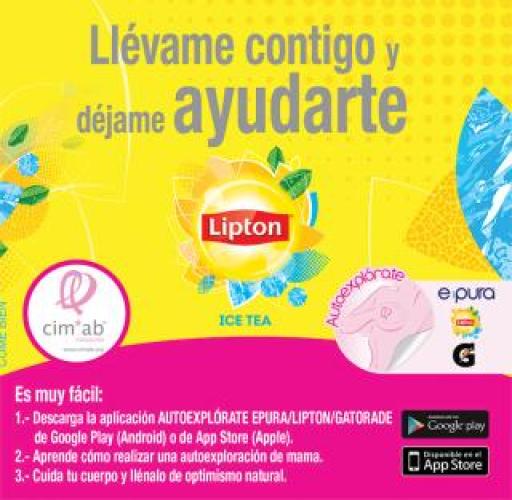 Llévame contigo y
déjame ayudarte
Lipton
ICE TEA
COME BIEN
cim*ab
Autoexplórate
e pura
Lipton
G
Es muy fácil:
1.- Descarga la aplicación AUTOEXPLÓRATE EPURA/LIPTON/GATORADE
de Google Play (Android) o de App Store (Apple).
2.- Aprende cómo realizar una autoexploración de mama.
3.- Cuida tu cuerpo y llénalo de optimismo natural.
Google play
Disponible en el
App Store